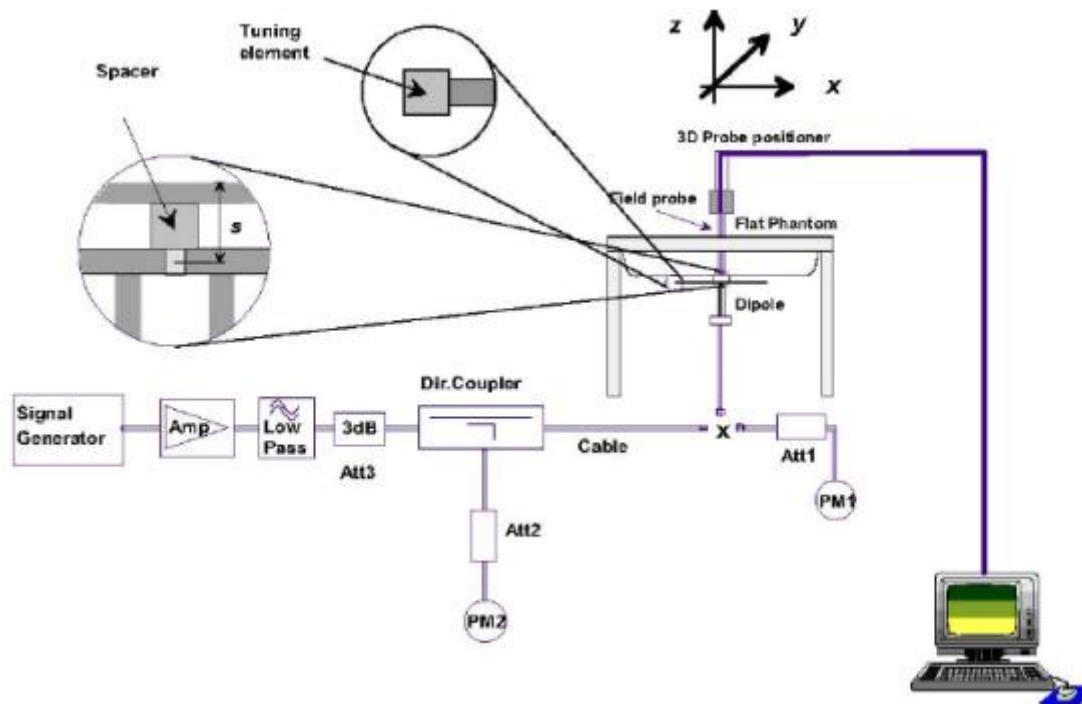 Tuning
element
Spacer
s
z
y
x
3D Probe positioner
Field probe
Flat Phantom
Dipole
Dir.Coupler
Signal
Generator
Amp
Low
Pass
3dB
Att3
Cable
x
Att1
PM1
Att2
PM2